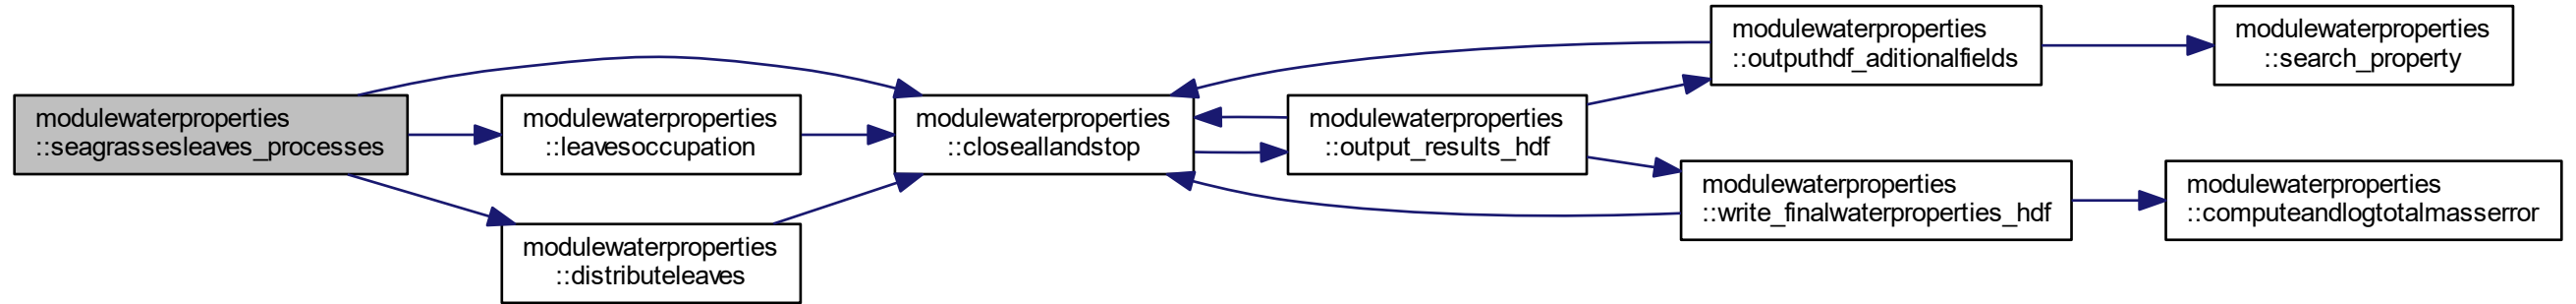 modulewaterproperties
::seagrassesleaves_processes
modulewaterproperties
::leavesoccupation
modulewaterproperties
::distributeleaves
modulewaterproperties
::closeallandstop
modulewaterproperties
::output_results_hdf
modulewaterproperties
::outputhdf_aditionalfields
modulewaterproperties
::write_finalwaterproperties_hdf
modulewaterproperties
::search_property
modulewaterproperties
::computeandlogtotalmasserror